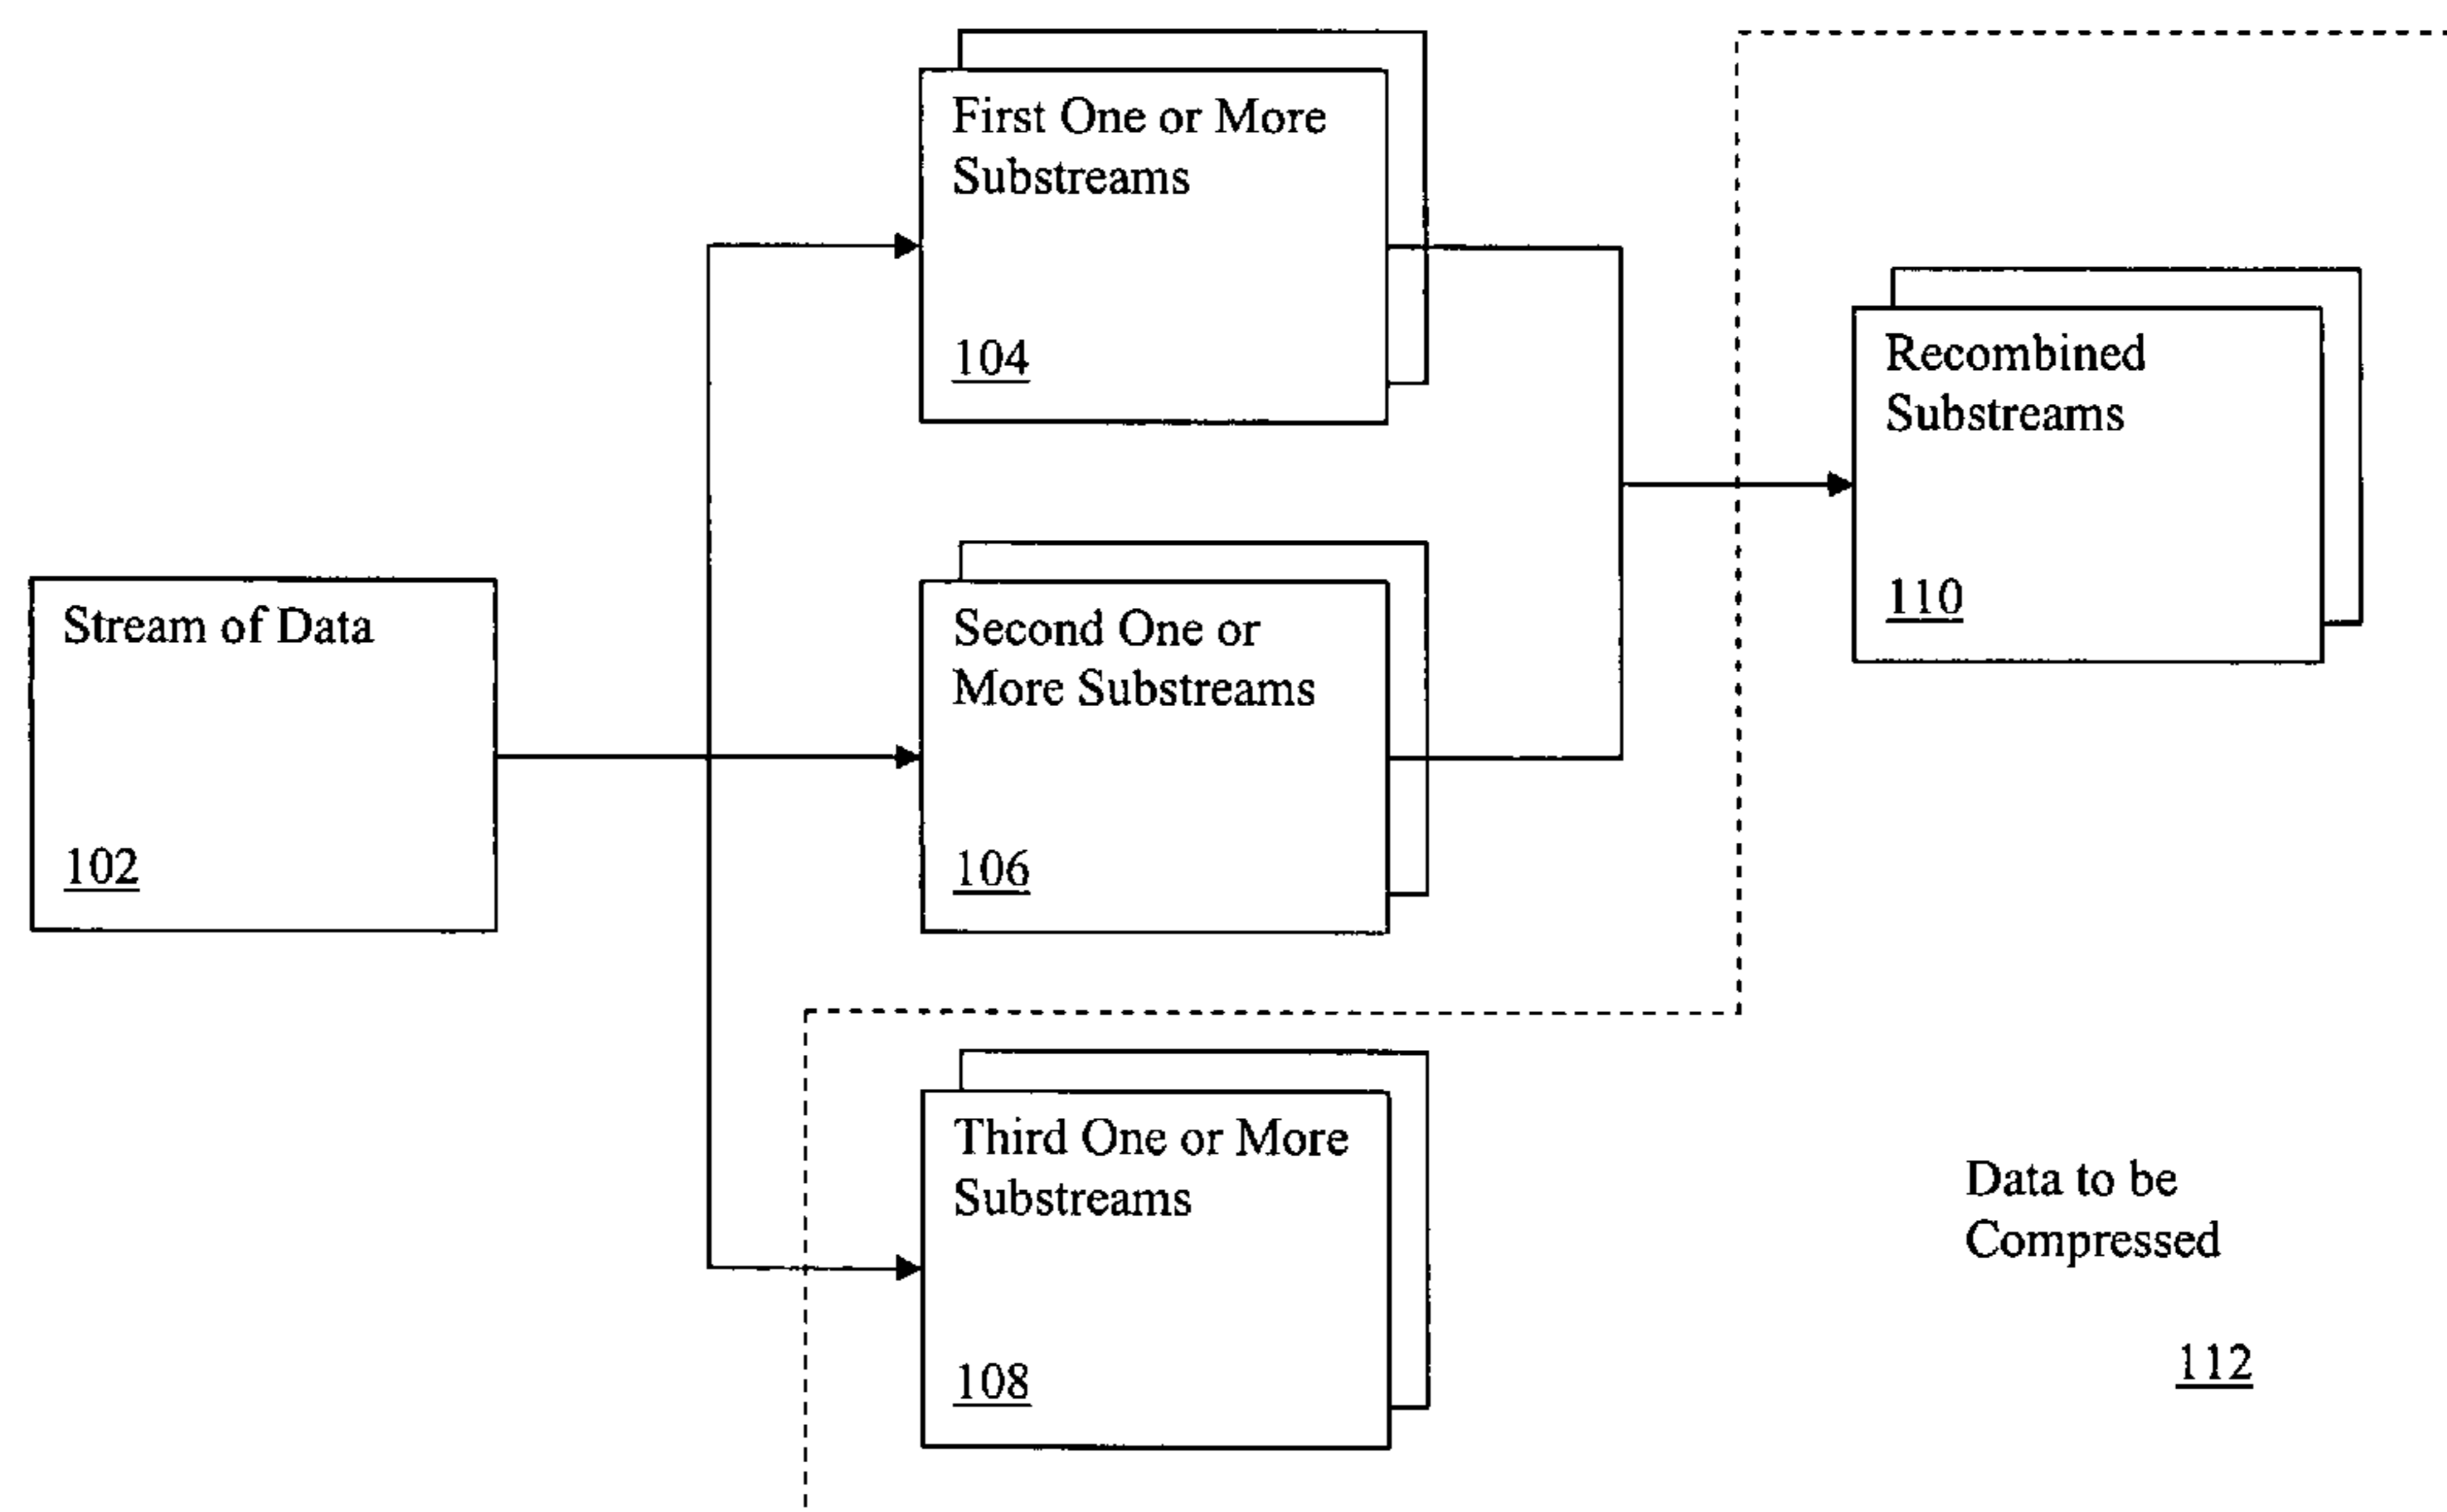 First One or More
Substreams
104
Recombined
Substreams
110
Stream of Data
102
Second One or
More Substreams
106
Third One or More
Substreams
108
Data to be
Compressed
112